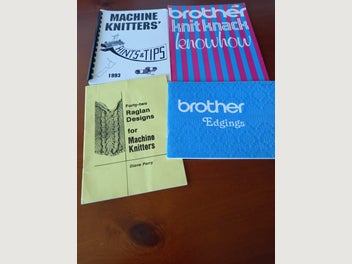 MACHINE
KNITTERS'
HINTS & TIPS
1993
brother
knit knack
knowhow
Forty-two
Raglan
Designs
for
Machine
Knitters
Diana Perry
brother
Edgings